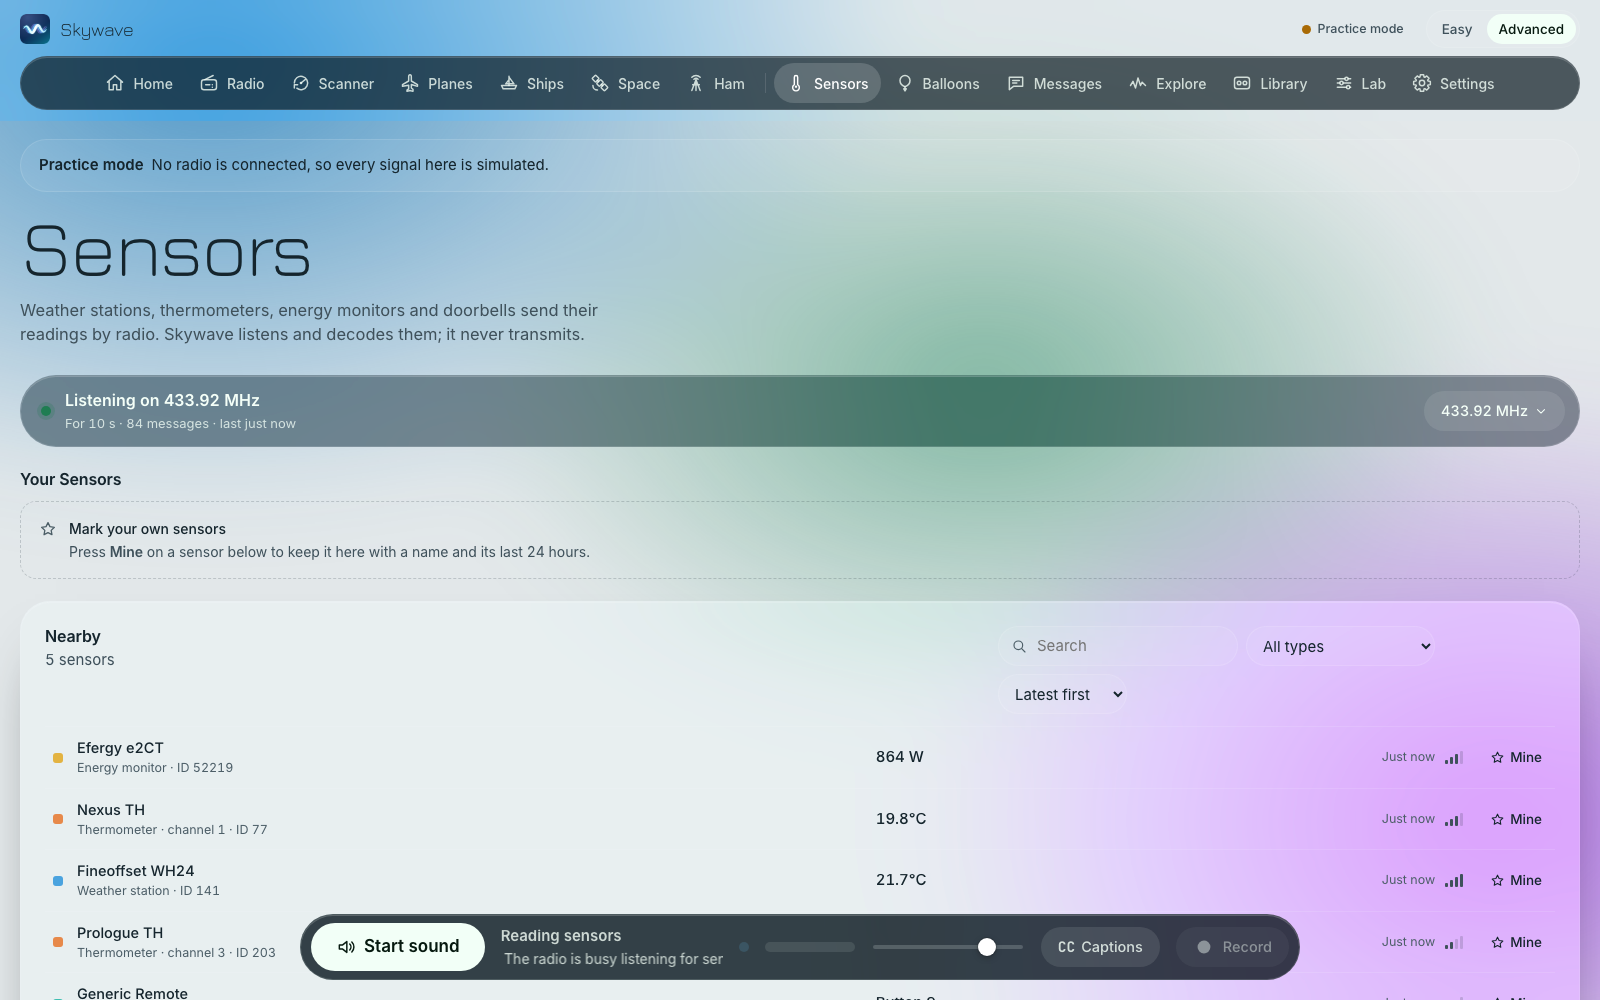 Skywave
Practice mode
Easy
Advanced
Home
Radio
Scanner
Planes
Ships
Space
Ham
Sensors
Balloons
Messages
Explore
Library
Lab
Settings
Practice mode No radio is connected, so every signal here is simulated.
Sensors
Weather stations, thermometers, energy monitors and doorbells send their
readings by radio. Skywave listens and decodes them; it never transmits.
Listening on 433.92 MHz
For 10 s · 84 messages · last just now
433.92 MHz
Your Sensors
Mark your own sensors
Press Mine on a sensor below to keep it here with a name and its last 24 hours.
Nearby
5 sensors
Search
All types
Latest first
Efergy e2CT
Energy monitor · ID 52219
864 W
Just now
Mine
Nexus TH
Thermometer · channel 1 · ID 77
19.8°C
Just now
Mine
Fineoffset WH24
Weather station · ID 141
21.7°C
Just now
Mine
Prologue TH
Thermometer · channel 3 · ID 203
Just now
Mine
Start sound
Reading sensors
The radio is busy listening for ser
CC Captions
Record
Generic Remote